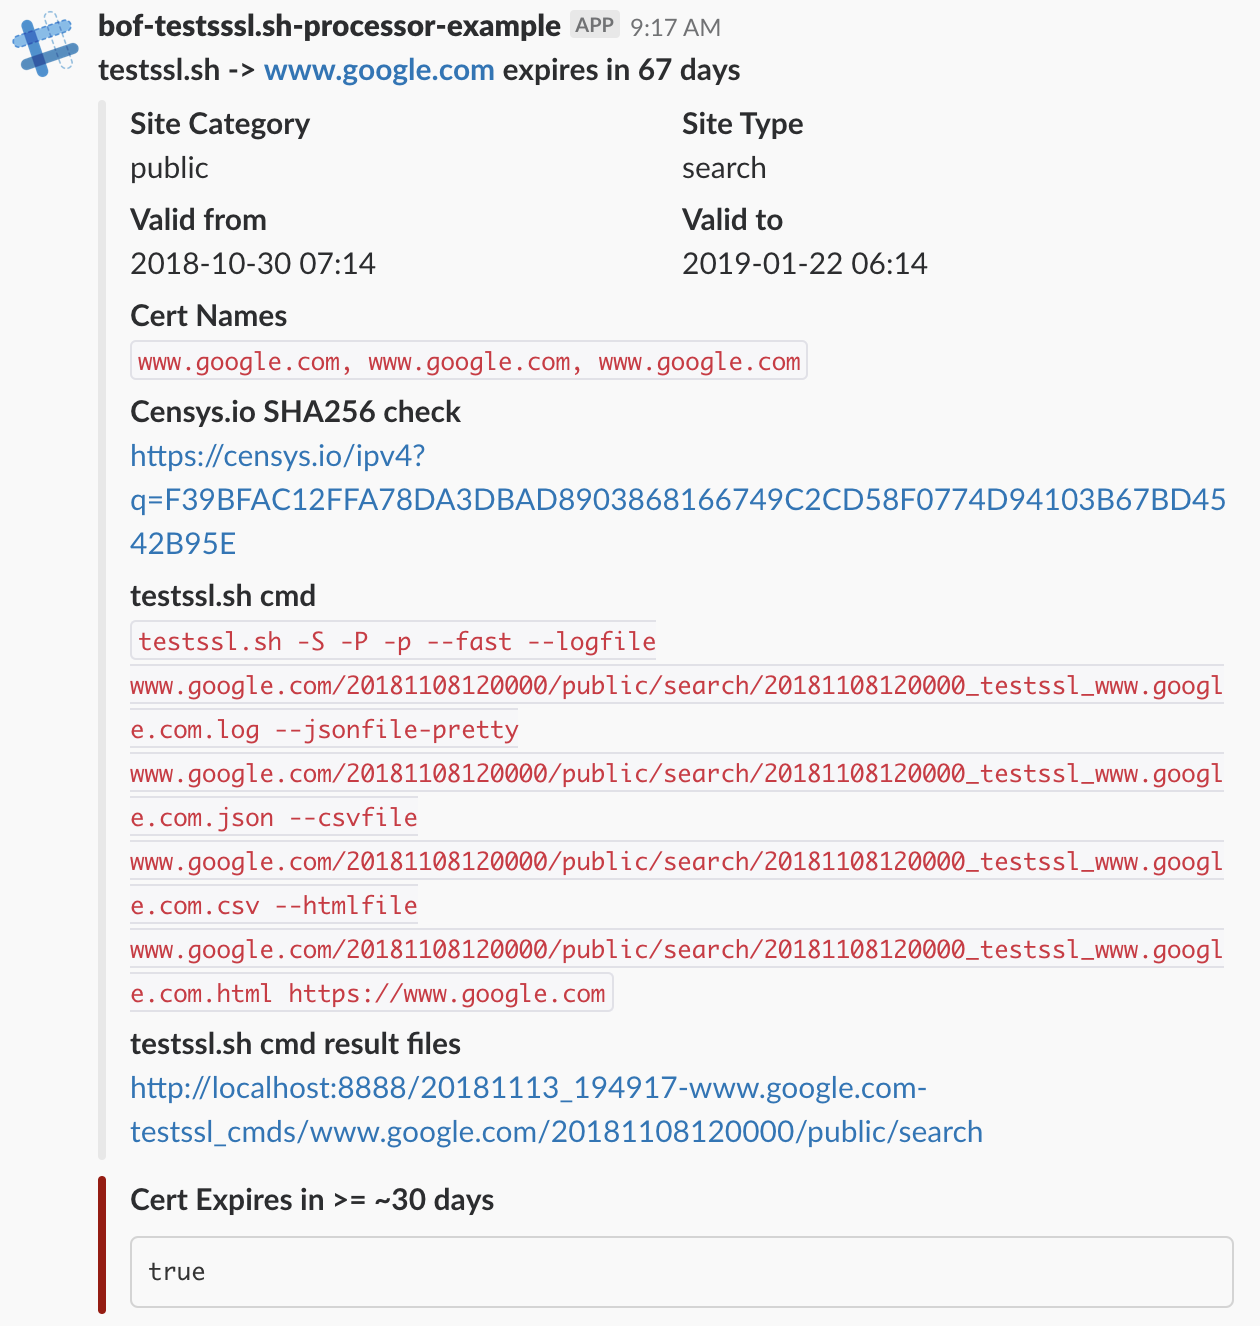 bof-testsssl.sh-processor-example APP 9:17 AM
testssl.sh -> www.google.com expires in 67 days
Site Category Site Type
public search
Valid from Valid to
2018-10-30 07:14 2019-01-22 06:14
Cert Names
www.google.com, www.google.com, www.google.com
Censys.io SHA256 check
https://censys.io/ipv4?
q=F39BFAC12FFA78DA3DBAD8903868166749C2CD58F0774D94103B67BD45
42B95E
testssl.sh cmd
testssl.sh -S -P -p --fast --logfile
www.google.com/20181108120000/public/search/20181108120000_testssl_www.googl
e.com.log --jsonfile-pretty
www.google.com/20181108120000/public/search/20181108120000_testssl_www.googl
e.com.json --csvfile
www.google.com/20181108120000/public/search/20181108120000_testssl_www.googl
e.com.csv --htmlfile
www.google.com/20181108120000/public/search/20181108120000_testssl_www.googl
e.com.html https://www.google.com
testssl.sh cmd result files
http://localhost:8888/20181113_194917-www.google.com-
testssl_cmds/www.google.com/20181108120000/public/search
Cert Expires in >= ~30 days
true